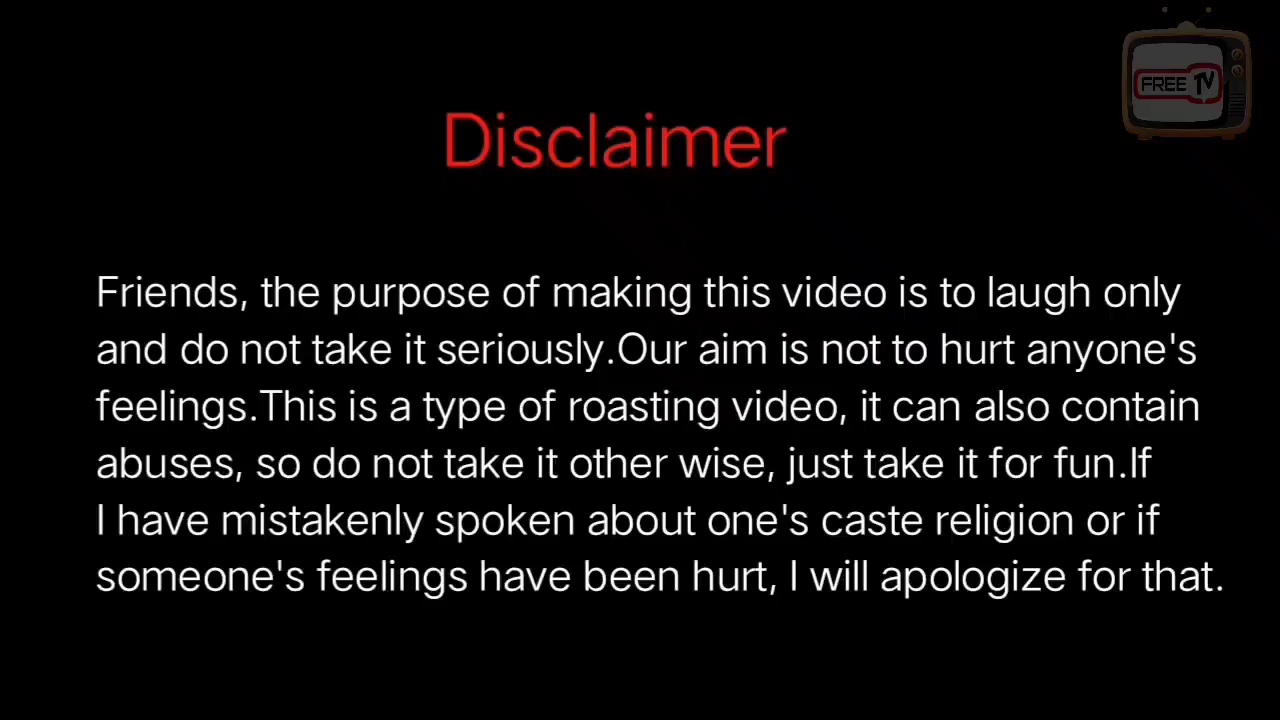 FREE TV
Disclaimer
Friends, the purpose of making this video is to laugh only
and do not take it seriously.Our aim is not to hurt anyone's
feelings.This is a type of roasting video, it can also contain
abuses, so do not take it other wise, just take it for fun.If
I have mistakenly spoken about one's caste religion or if
someone's feelings have been hurt, I will apologize for that.